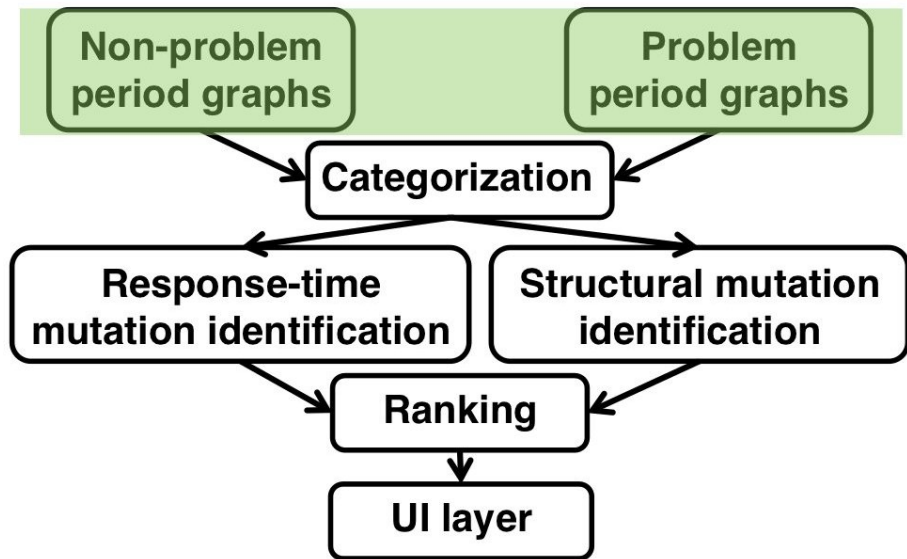 Non-problem
period graphs
Problem
period graphs
Categorization
Response-time
mutation identification
Structural mutation
identification
Ranking
UI layer